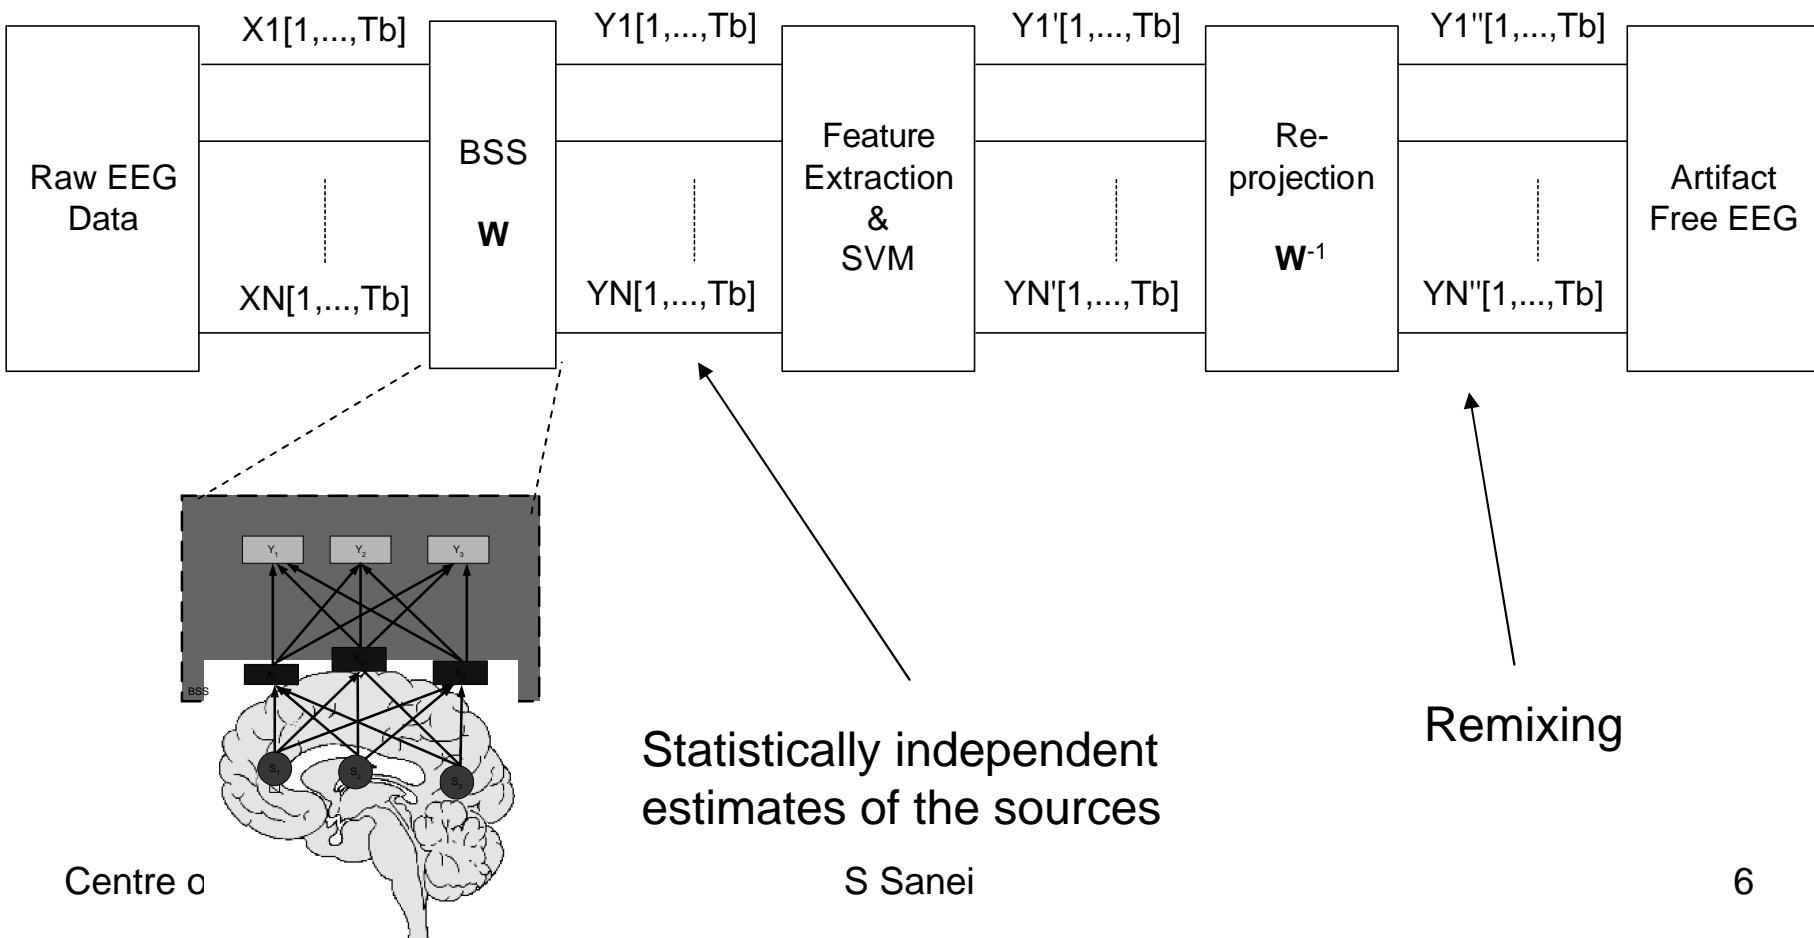 X1[1,...,Tb]
Y1[1,...,Tb]
Y1'[1,...,Tb]
Y1"[1,...,Tb]
Raw EEG
Data
BSS
W
Feature
Extraction
&
SVM
Re-
projection
W-1
Artifact
Free EEG
XN[1,...,Tb]
YN[1,...,Tb]
YN'[1,...,Tb]
YN"[1,...,Tb]
Y1
Y2
Y3
X1
X2
X3
BSS
S1
S2
S3
Statistically independent
estimates of the sources
Remixing
Centre o
S Sanei
6